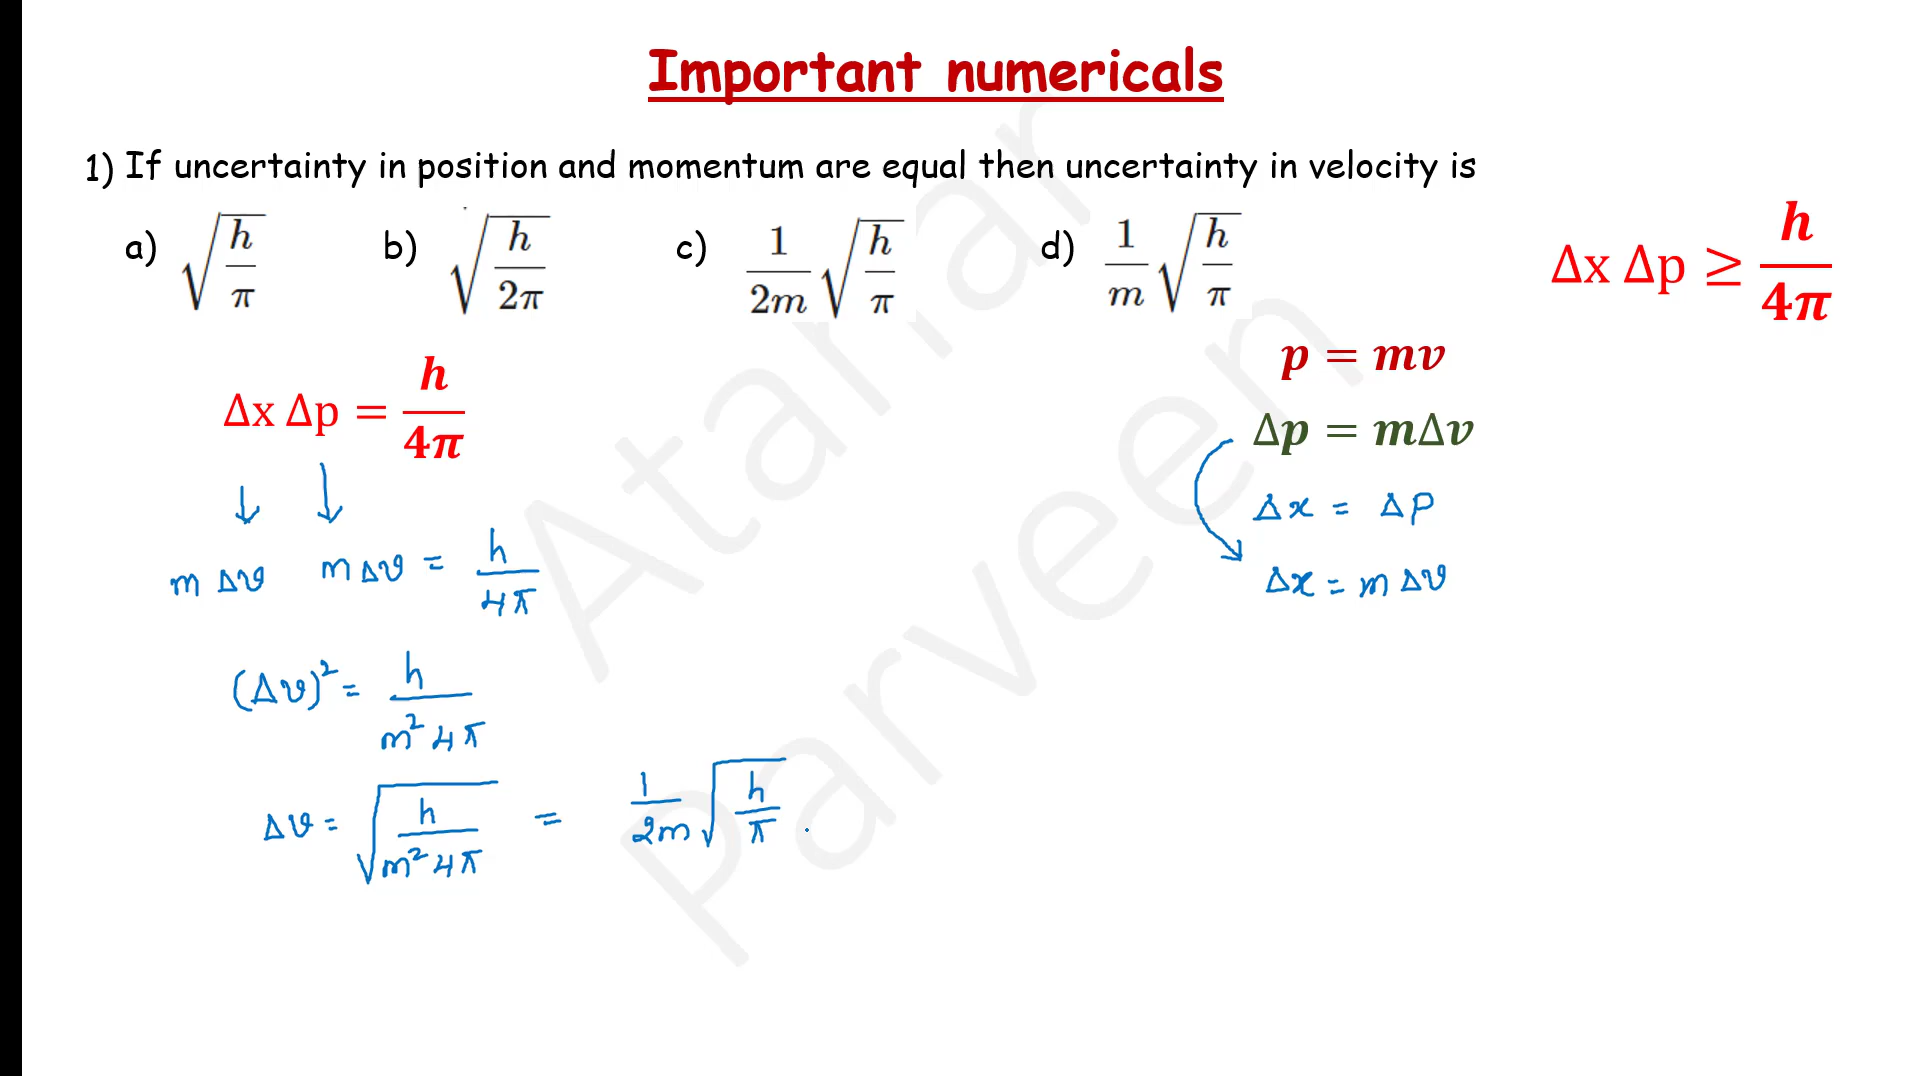 Important numericals
1) If uncertainty in position and momentum are equal then uncertainty in velocity is
a) √(h/π) b) √(h/2π) c) 1/2m √(h/π) d) 1/m √(h/π)
Δx Δp ≥ h/4π
p = mv
Δx Δp = h/4π
Δp = mΔv
Δx = Δp
Δx = m Δv
m Δv m Δv = h/4π
(Δv)² = h/m² 4π
Δv = √(h/m² 4π) = 1/2m √(h/π)
Atariar
Parveen